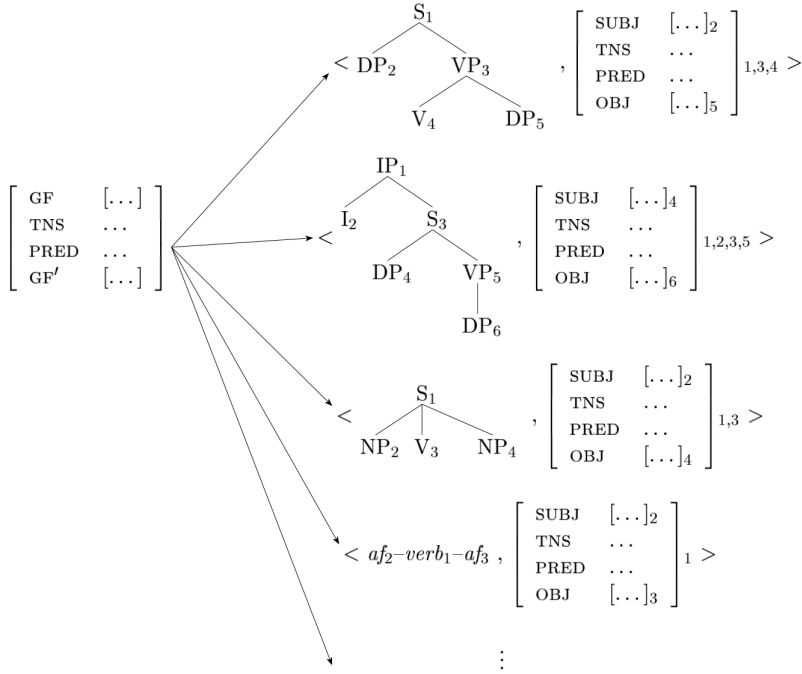 S₁
< DP₂ VP₃ , [ SUBJ [...]₂
TNS ...
PRED ...
OBJ [...]₅ ]₁,₃,₄ >
V₄ DP₅
[ GF [...]
TNS ...
PRED ...
GF′ [...] ]
IP₁
I₂ S₃
< DP₄ VP₅ , [ SUBJ [...]₄
TNS ...
PRED ...
OBJ [...]₆ ]₁,₂,₃,₅ >
DP₆
S₁
< NP₂ V₃ NP₄ , [ SUBJ [...]₂
TNS ...
PRED ...
OBJ [...]₄ ]₁,₃ >
< af₂–verb₁–af₃ , [ SUBJ [...]₂
TNS ...
PRED ...
OBJ [...]₃ ]₁ >
⋮